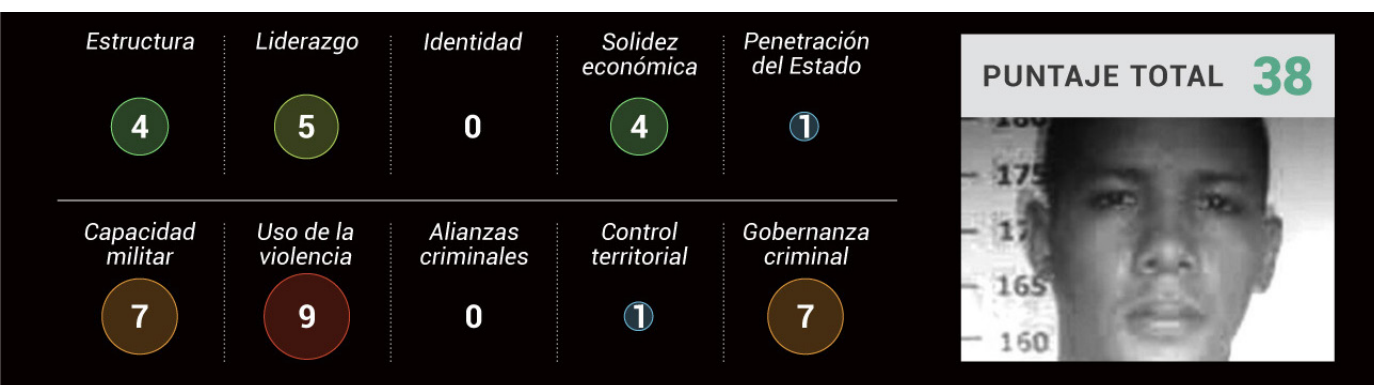 Estructura
Liderazgo
Identidad
Solidez
económica
Penetración
del Estado
4
5
0
4
1
Capacidad
militar
Uso de la
violencia
Alianzas
criminales
Control
territorial
Gobernanza
criminal
7
9
0
1
7
PUNTAJE TOTAL 38
175
165
160